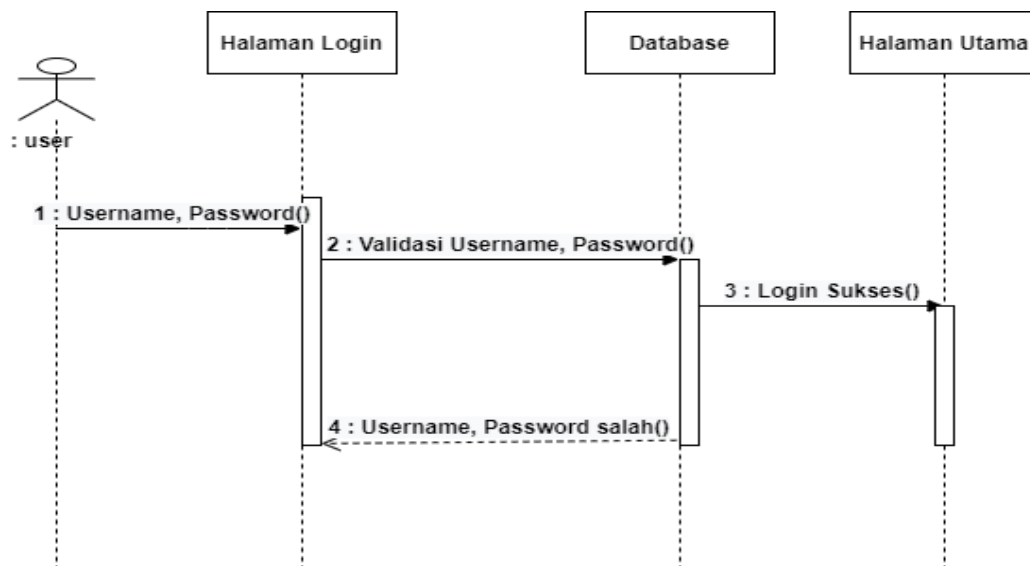 Halaman Login
Database
Halaman Utama
: user
1 : Username, Password()
2 : Validasi Username, Password()
3 : Login Sukses()
4 : Username, Password salah()